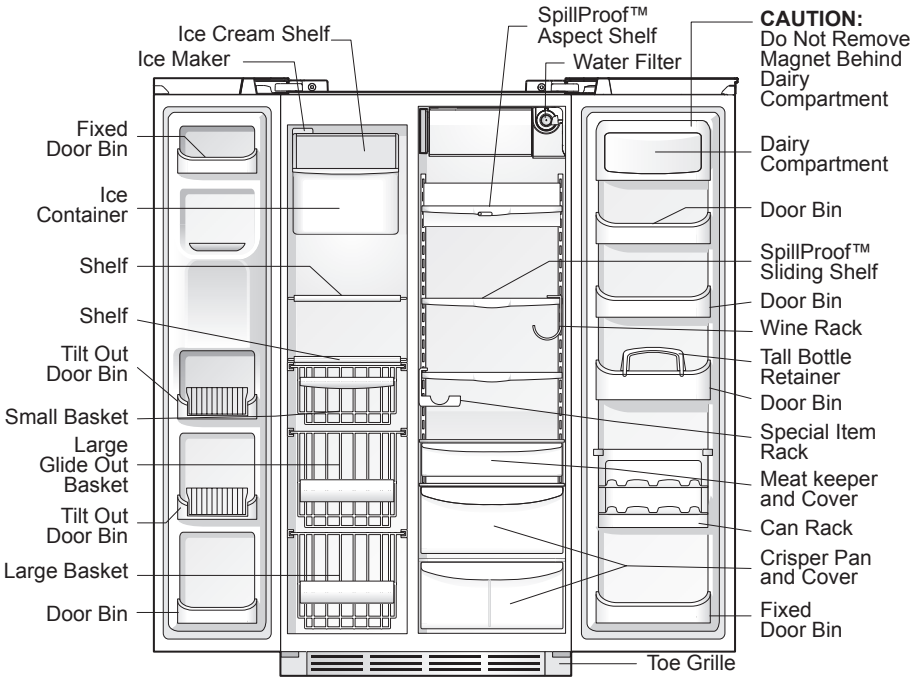 Ice Cream Shelf
Ice Maker
Fixed
Door Bin
Ice
Container
Shelf
Shelf
Tilt Out
Door Bin
Small Basket
Large
Glide Out
Basket
Tilt Out
Door Bin
Large Basket
Door Bin
SpillProof™
Aspect Shelf
Water Filter
CAUTION:
Do Not Remove
Magnet Behind
Dairy
Compartment
Dairy
Compartment
Door Bin
SpillProof™
Sliding Shelf
Door Bin
Wine Rack
Tall Bottle
Retainer
Door Bin
Special Item
Rack
Meat keeper
and Cover
Can Rack
Crisper Pan
and Cover
Fixed
Door Bin
Toe Grille